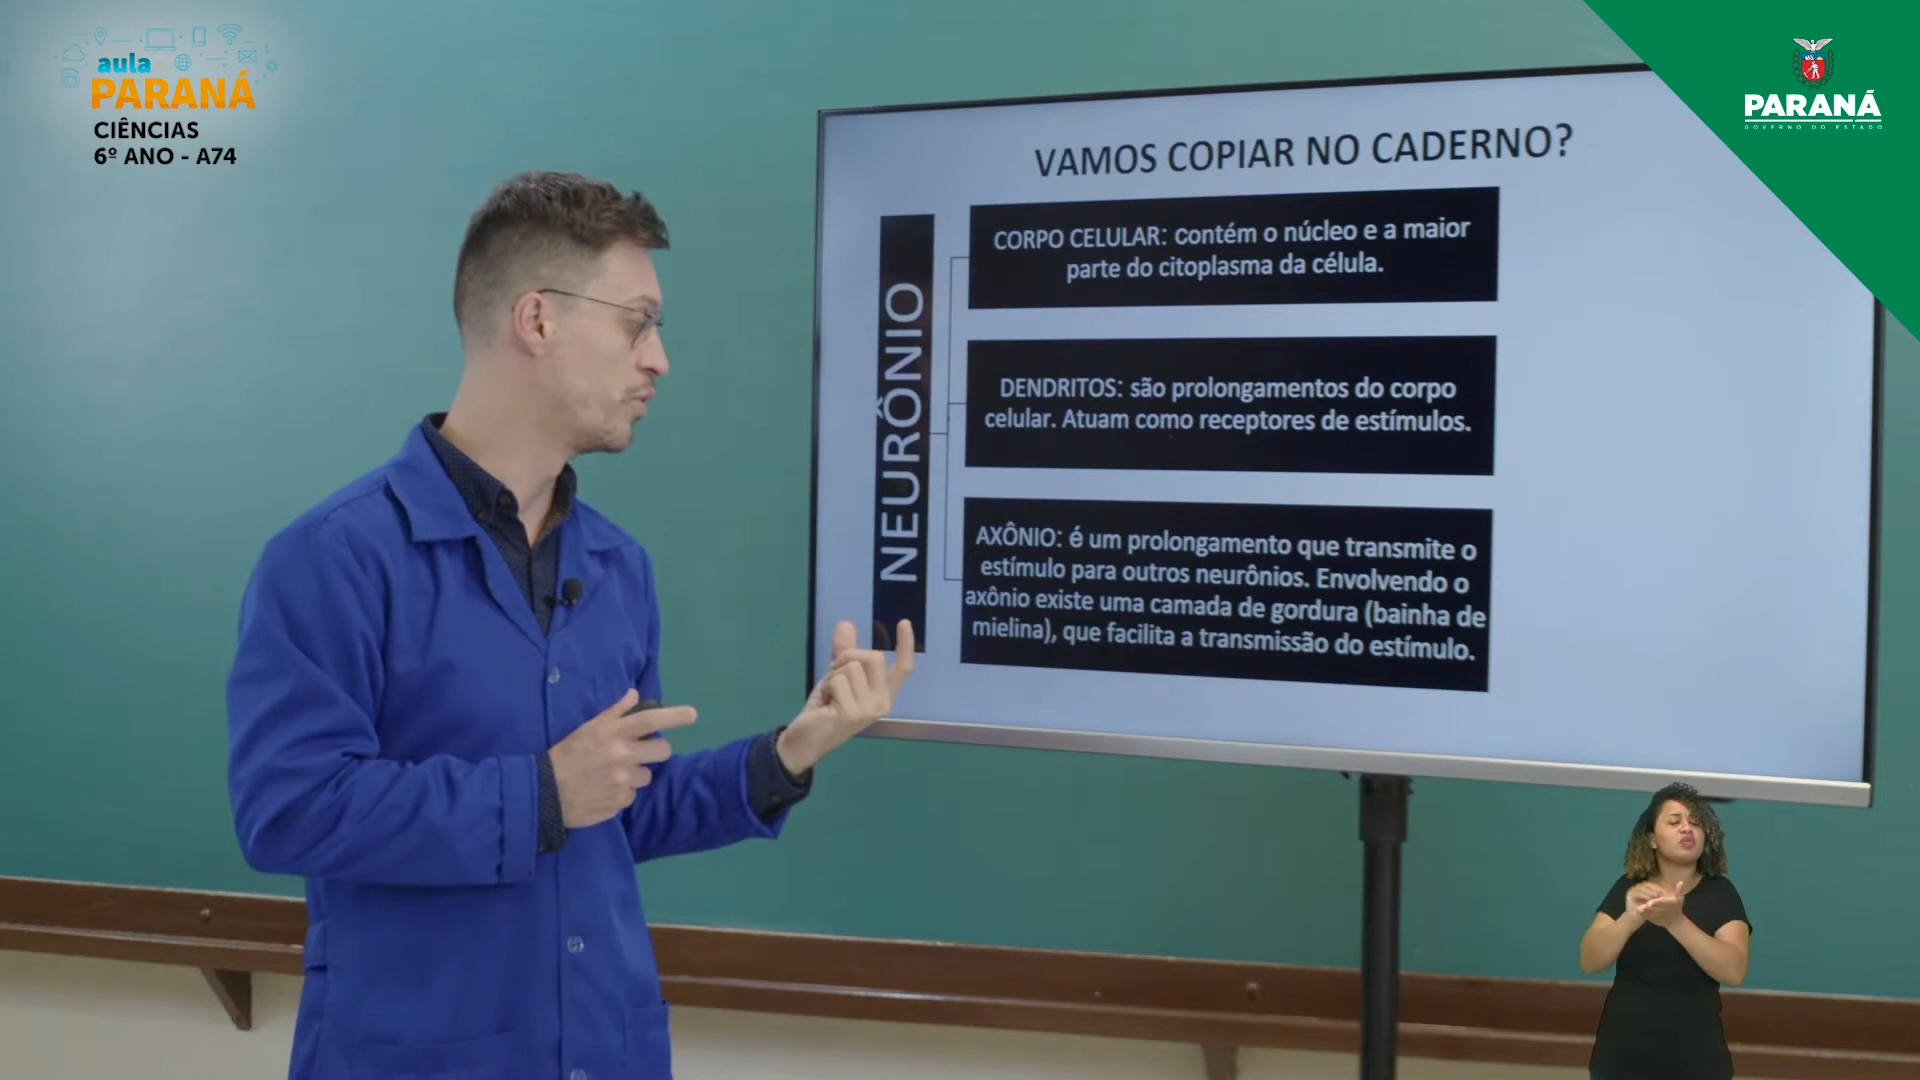 aula
PARANÁ
CIÊNCIAS
6º ANO - A74
PARANÁ
GOVERNO DO ESTADO
VAMOS COPIAR NO CADERNO?
NEURÔNIO
CORPO CELULAR: contém o núcleo e a maior
parte do citoplasma da célula.
DENDRITOS: são prolongamentos do corpo
celular. Atuam como receptores de estímulos.
AXÔNIO: é um prolongamento que transmite o
estímulo para outros neurônios. Envolvendo o
axônio existe uma camada de gordura (bainha de
mielina), que facilita a transmissão do estímulo.